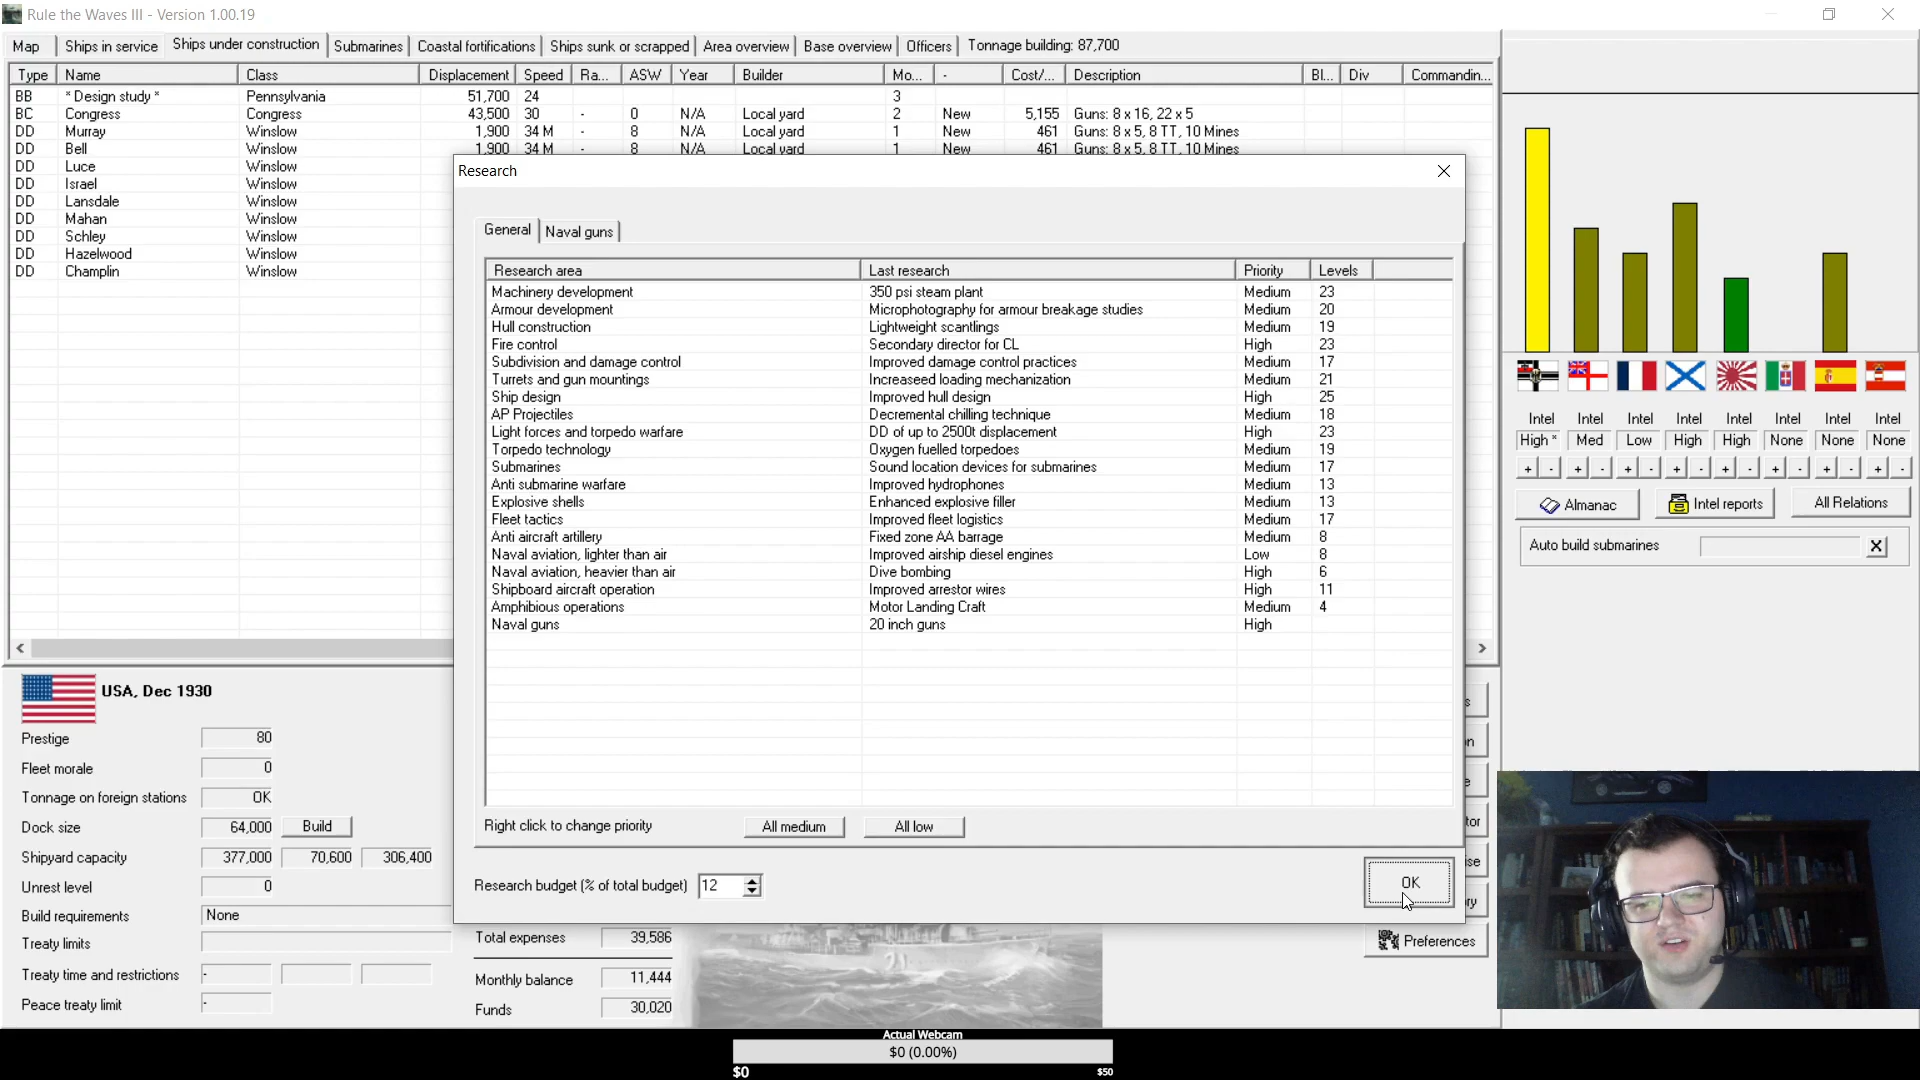 Rule the Waves III - Version 1.00.19
Map Ships in service Ships under construction Submarines Coastal fortifications Ships sunk or scrapped Area overview Base overview Officers Tonnage building: 87,700
Type Name Class Displacement Speed Ra... ASW Year Builder Mo... - Cost/... Description Bl... Div Commandin...
BB * Design study * Pennsylvania 51,700 24 3
BC Congress Congress 43,500 30 - 0 N/A Local yard 2 New 5,155 Guns: 8 x 16, 22 x 5
DD Murray Winslow 1,900 34 M - 8 N/A Local yard 1 New 461 Guns: 8 x 5, 8 TT, 10 Mines
DD Bell Winslow 1,900 34 M - 8 N/A Local yard 1 New 461 Guns: 8 x 5, 8 TT, 10 Mines
DD Luce Winslow
DD Israel Winslow
DD Lansdale Winslow
DD Mahan Winslow
DD Schley Winslow
DD Hazelwood Winslow
DD Champlin Winslow
Research
General Naval guns
Research area Last research Priority Levels
Machinery development 350 psi steam plant Medium 23
Armour development Microphotography for armour breakage studies Medium 20
Hull construction Lightweight scantlings Medium 19
Fire control Secondary director for CL High 23
Subdivision and damage control Improved damage control practices Medium 17
Turrets and gun mountings Increaseed loading mechanization Medium 21
Ship design Improved hull design High 25
AP Projectiles Decremental chilling technique Medium 18
Light forces and torpedo warfare DD of up to 2500t displacement High 23
Torpedo technology Oxygen fuelled torpedoes Medium 19
Submarines Sound location devices for submarines Medium 17
Anti submarine warfare Improved hydrophones Medium 13
Explosive shells Enhanced explosive filler Medium 13
Fleet tactics Improved fleet logistics Medium 17
Anti aircraft artillery Fixed zone AA barrage Medium 8
Naval aviation, lighter than air Improved airship diesel engines Low 8
Naval aviation, heavier than air Dive bombing High 6
Shipboard aircraft operation Improved arrestor wires High 11
Amphibious operations Motor Landing Craft Medium 4
Naval guns 20 inch guns High
Right click to change priority All medium All low
Research budget (% of total budget) 12 OK
Intel Intel Intel Intel Intel Intel Intel Intel
High * Med Low High High None None None
+ - + - + - + - + - + - + - + -
Almanac Intel reports All Relations
Auto build submarines X
USA, Dec 1930
Prestige 80
Fleet morale 0
Tonnage on foreign stations OK
Dock size 64,000 Build
Shipyard capacity 377,000 70,600 306,400
Unrest level 0
Build requirements None
Treaty limits
Treaty time and restrictions -
Peace treaty limit -
Total expenses 39,586
Monthly balance 11,444
Funds 30,020
s
n
e
tor
ise
ry
Preferences
Actual Webcam
$0 (0.00%)
$0 $50